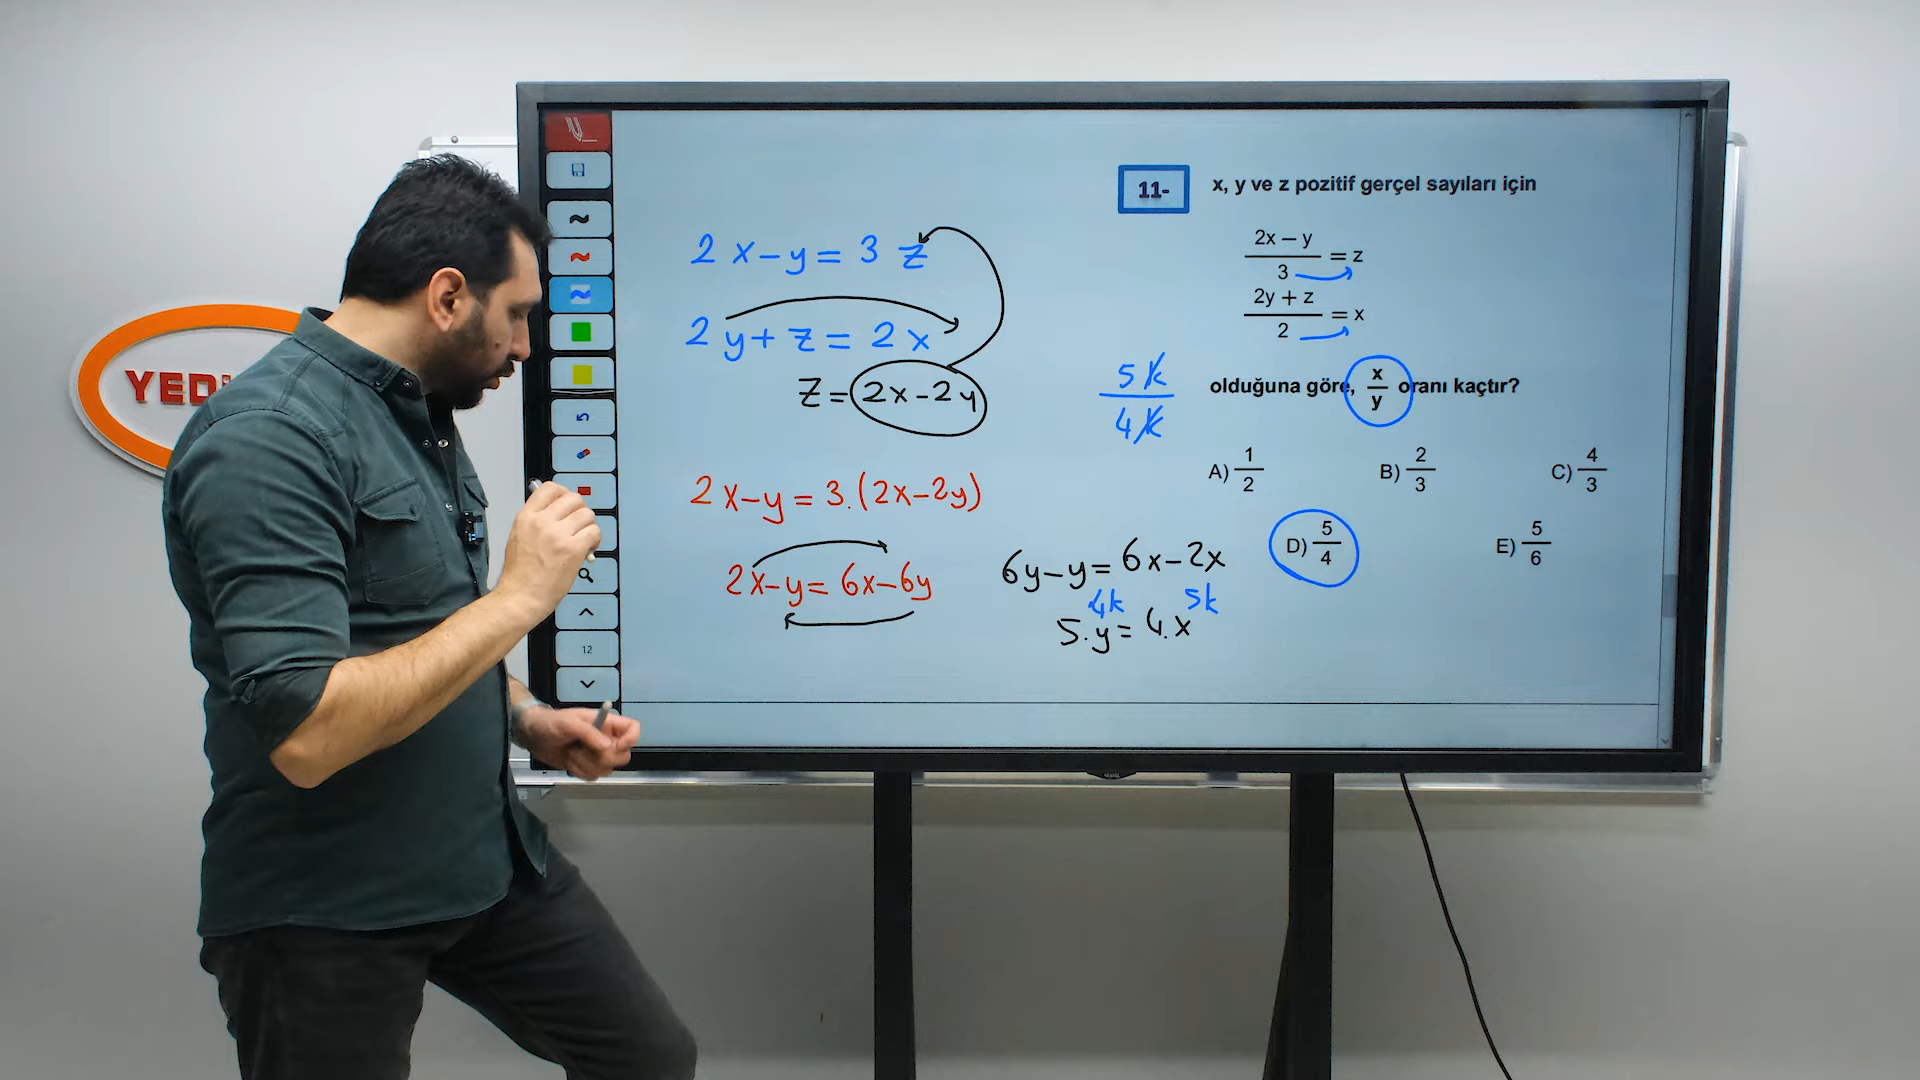 YEDİ
11-
x, y ve z pozitif gerçel sayıları için
2x – y
3
= z
2y + z
2
= x
olduğuna göre, x/y oranı kaçtır?
A) 1/2
B) 2/3
C) 4/3
D) 5/4
E) 5/6
2x-y = 3 z
2y+z = 2x
z = 2x-2y
5k
4k
2x-y = 3.(2x-2y)
2x-y = 6x-6y
6y-y = 6x-2x
4k 5k
5.y = 4.x
12